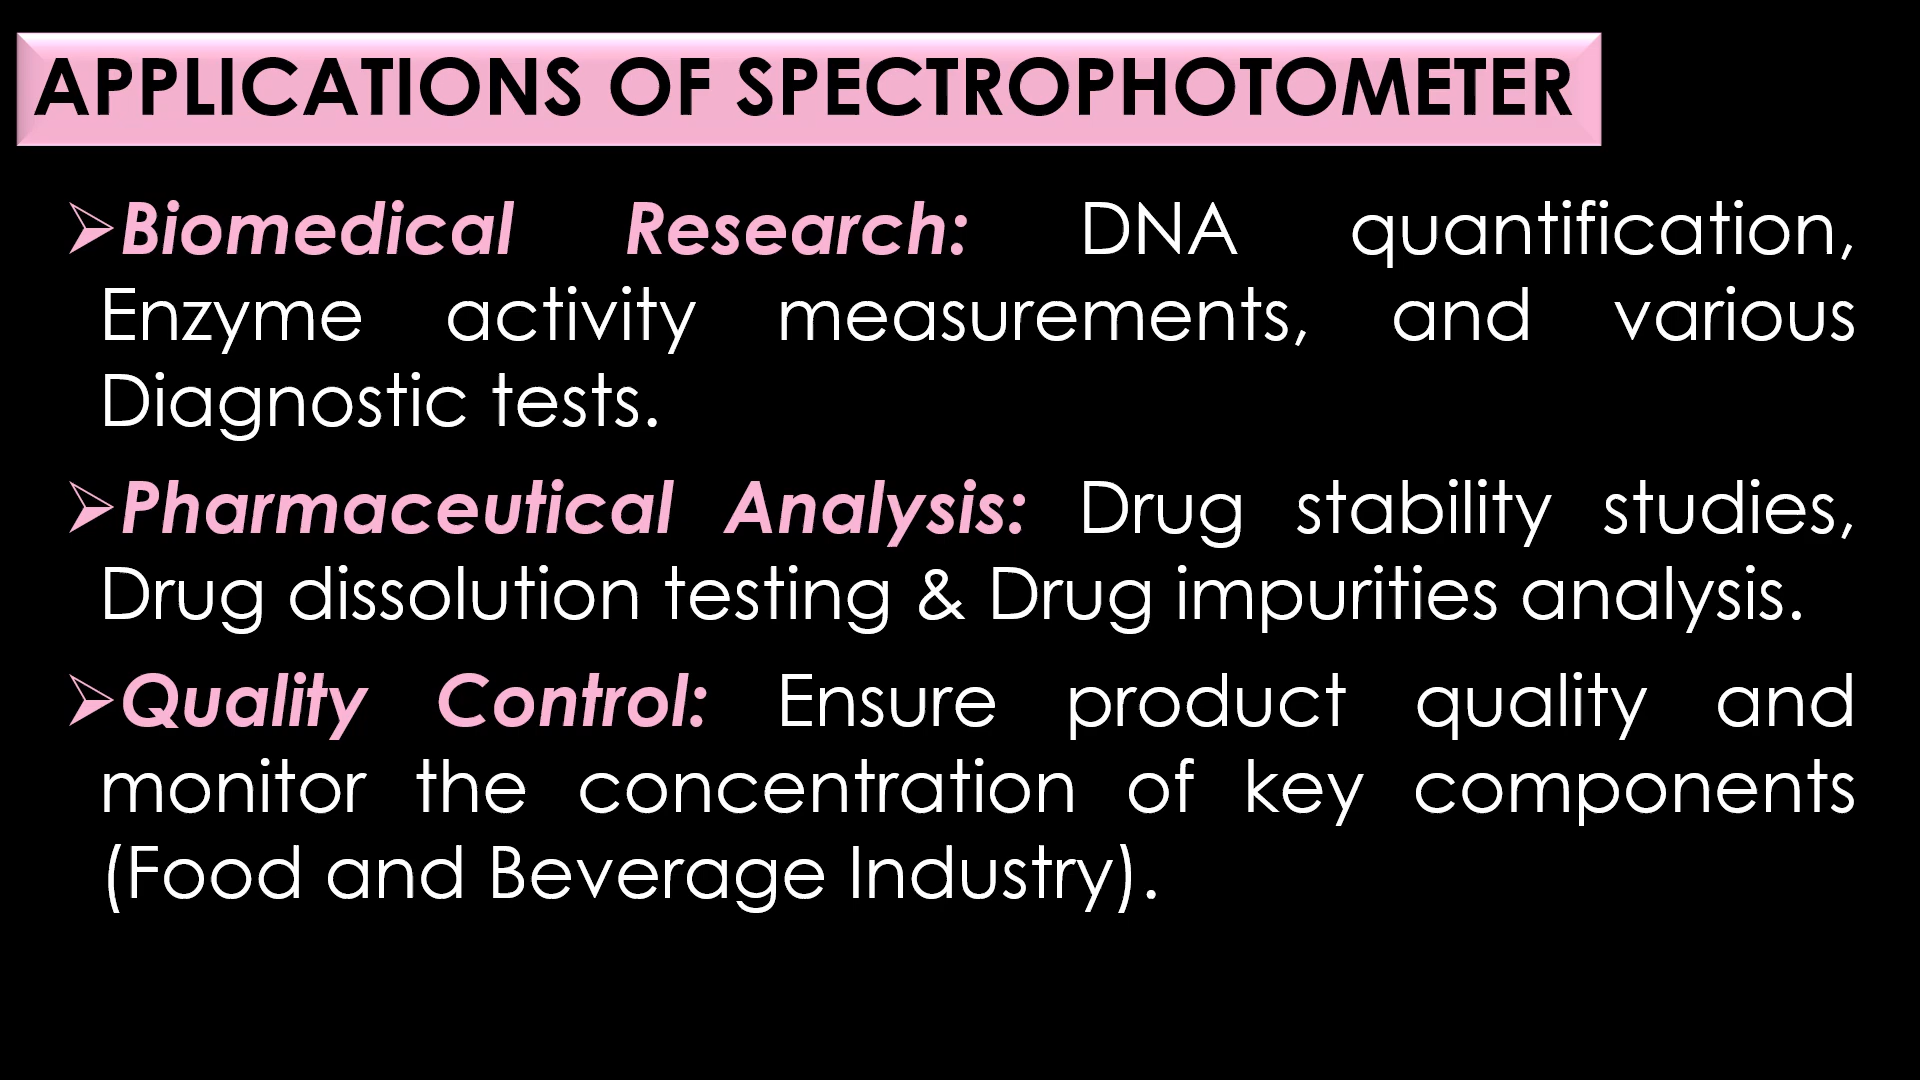 APPLICATIONS OF SPECTROPHOTOMETER
➢Biomedical Research: DNA quantification,
Enzyme activity measurements, and various
Diagnostic tests.
➢Pharmaceutical Analysis: Drug stability studies,
Drug dissolution testing & Drug impurities analysis.
➢Quality Control: Ensure product quality and
monitor the concentration of key components
(Food and Beverage Industry).